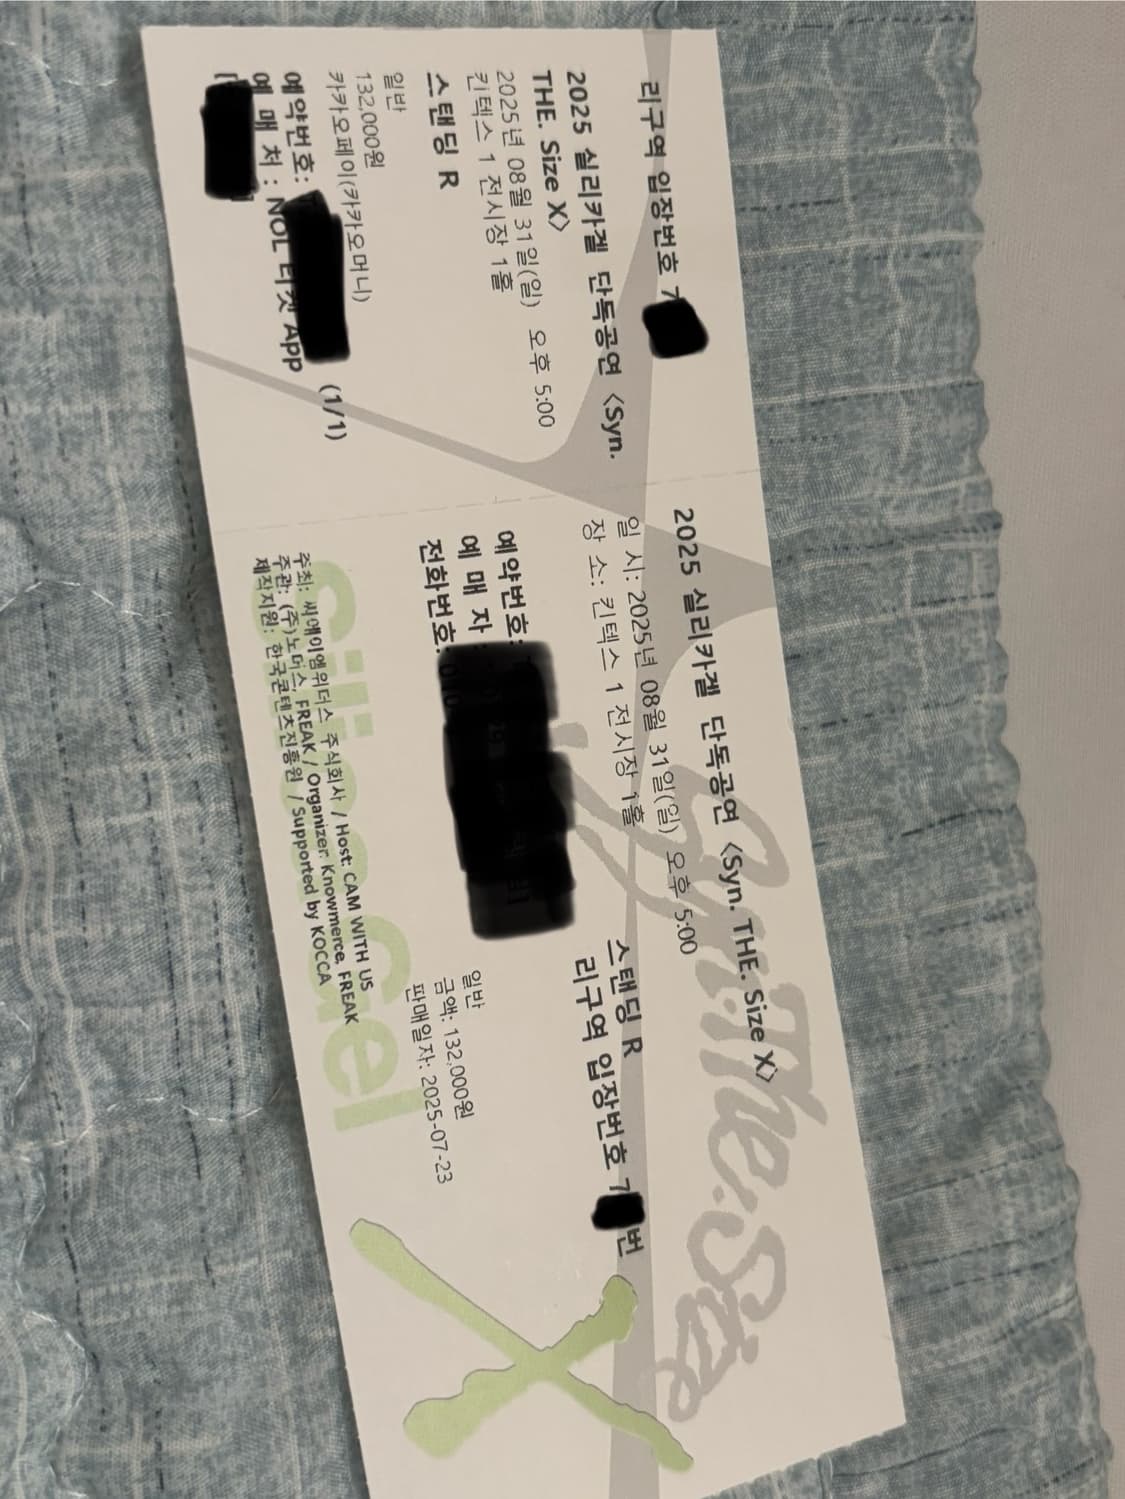 리구역 입장번호 7
2025 실리카겔 단독공연 〈Syn.
THE. Size X〉
2025년 08월 31일(일) 오후 5:00
킨텍스 1 전시장 1홀
스탠딩 R
일반
132,000원
카카오페이(카카오머니)
예약번호: (1/1)
예 매 처 : NOL 티켓 App
2025 실리카겔 단독공연 〈Syn. THE. Size X〉
일 시: 2025년 08월 31일(일) 오후 5:00
장 소: 킨텍스 1 전시장 1홀
스탠딩 R
리구역 입장번호 7 번
예약번호:
예 매 자 :
전화번호:
일반
금액: 132,000원
판매일자: 2025-07-23
주최: 씨에이엠위더스 주식회사 / Host: CAM WITH US
주관: (주)노머스, FREAK / Organizer: Knowmerce, FREAK
제작지원: 한국콘텐츠진흥원 / Supported by KOCCA
Silica Gel
Syn.The.Size
X